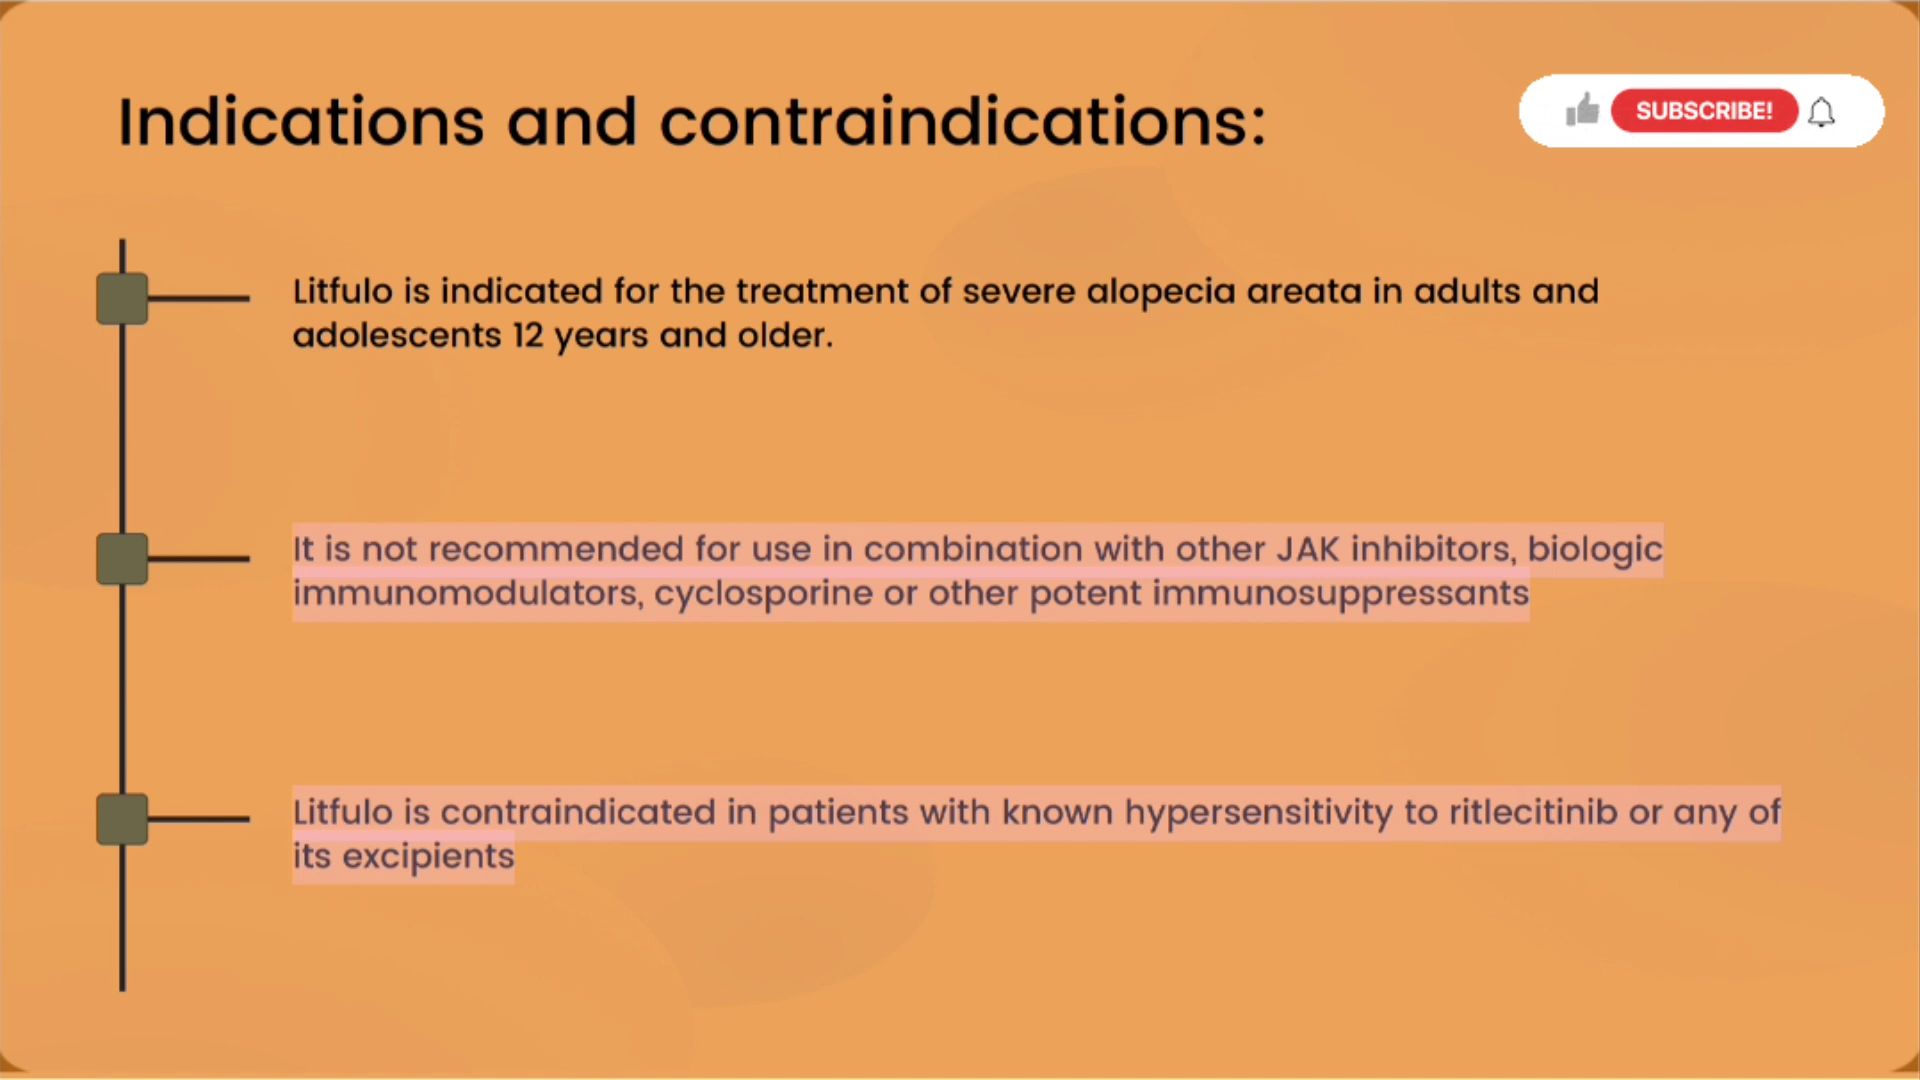 Indications and contraindications:
SUBSCRIBE!
Litfulo is indicated for the treatment of severe alopecia areata in adults and
adolescents 12 years and older.
It is not recommended for use in combination with other JAK inhibitors, biologic
immunomodulators, cyclosporine or other potent immunosuppressants
Litfulo is contraindicated in patients with known hypersensitivity to ritlecitinib or any of
its excipients